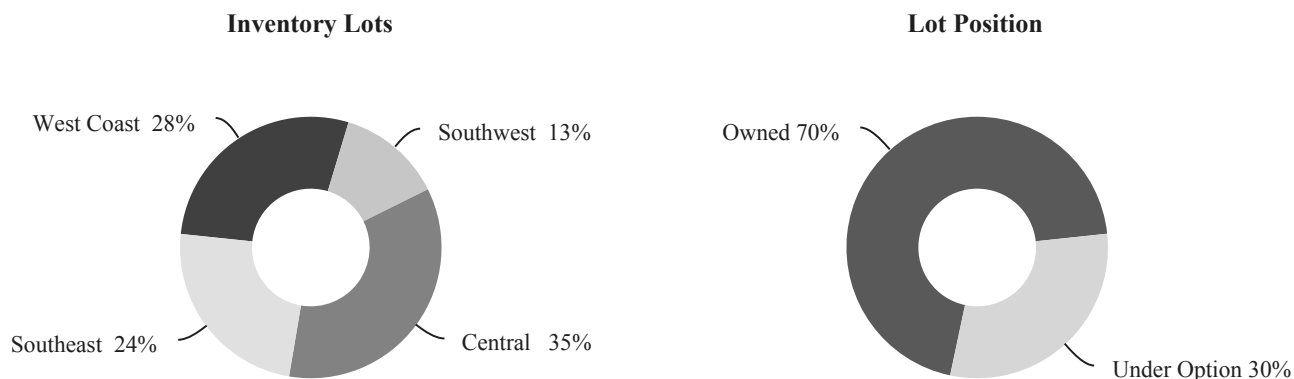 Inventory Lots
West Coast 28%
Southwest 13%
Southeast 24%
Central 35%
Lot Position
Owned 70%
Under Option 30%